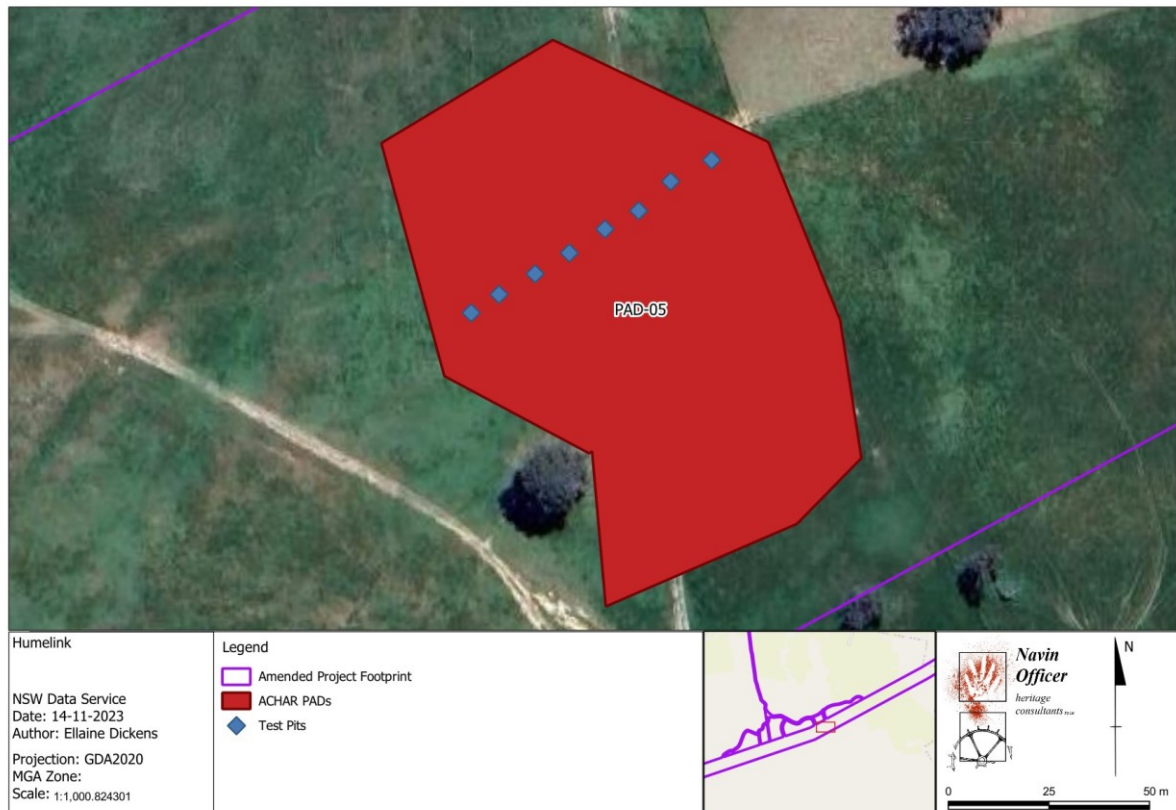 PAD-05
Humelink
NSW Data Service
Date: 14-11-2023
Author: Ellaine Dickens
Projection: GDA2020
MGA Zone:
Scale: 1:1,000.824301
Legend
Amended Project Footprint
ACHAR PADs
Test Pits
Navin
Officer
heritage
consultants
N
0 25 50 m